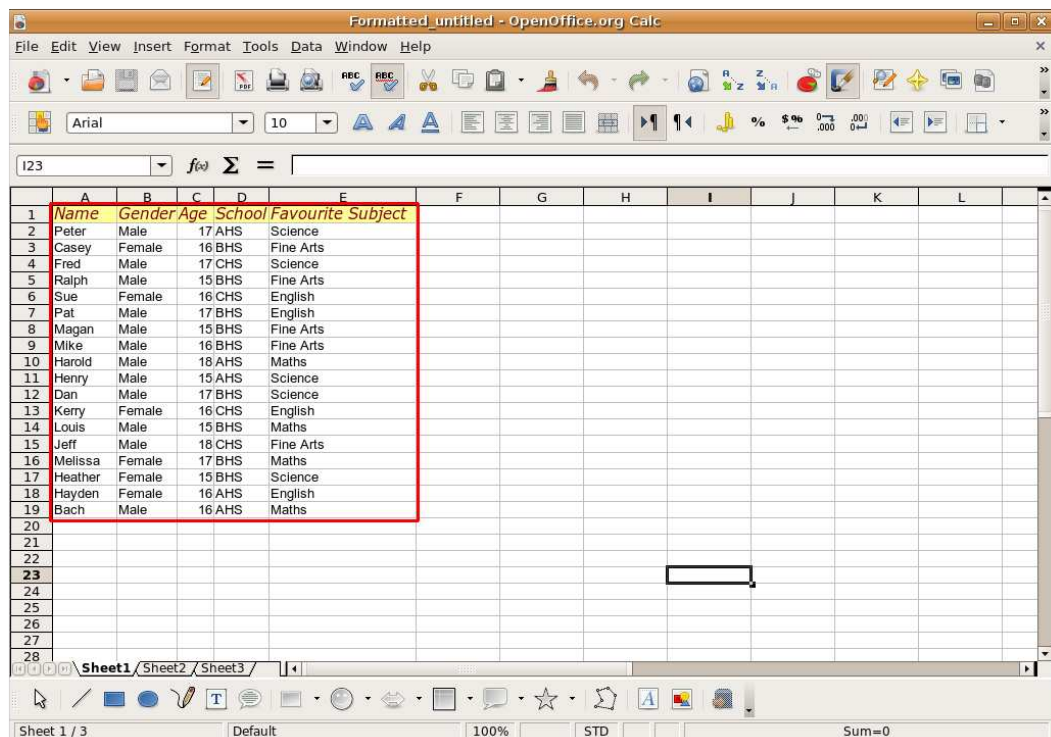 Formatted_untitled - OpenOffice.org Calc
File Edit View Insert Format Tools Data Window Help
Arial 10
I23 f(x) Σ =
A B C D E F G H I J K L
1 Name Gender Age School Favourite Subject
2 Peter Male 17 AHS Science
3 Casey Female 16 BHS Fine Arts
4 Fred Male 17 CHS Science
5 Ralph Male 15 BHS Fine Arts
6 Sue Female 16 CHS English
7 Pat Male 17 BHS English
8 Magan Male 15 BHS Fine Arts
9 Mike Male 16 BHS Fine Arts
10 Harold Male 18 AHS Maths
11 Henry Male 15 AHS Science
12 Dan Male 17 BHS Science
13 Kerry Female 16 CHS English
14 Louis Male 15 BHS Maths
15 Jeff Male 18 CHS Fine Arts
16 Melissa Female 17 BHS Maths
17 Heather Female 15 BHS Science
18 Hayden Female 16 AHS English
19 Bach Male 16 AHS Maths
20
21
22
23
24
25
26
27
28
Sheet1 Sheet2 Sheet3
Sheet 1 / 3 Default 100% STD Sum=0